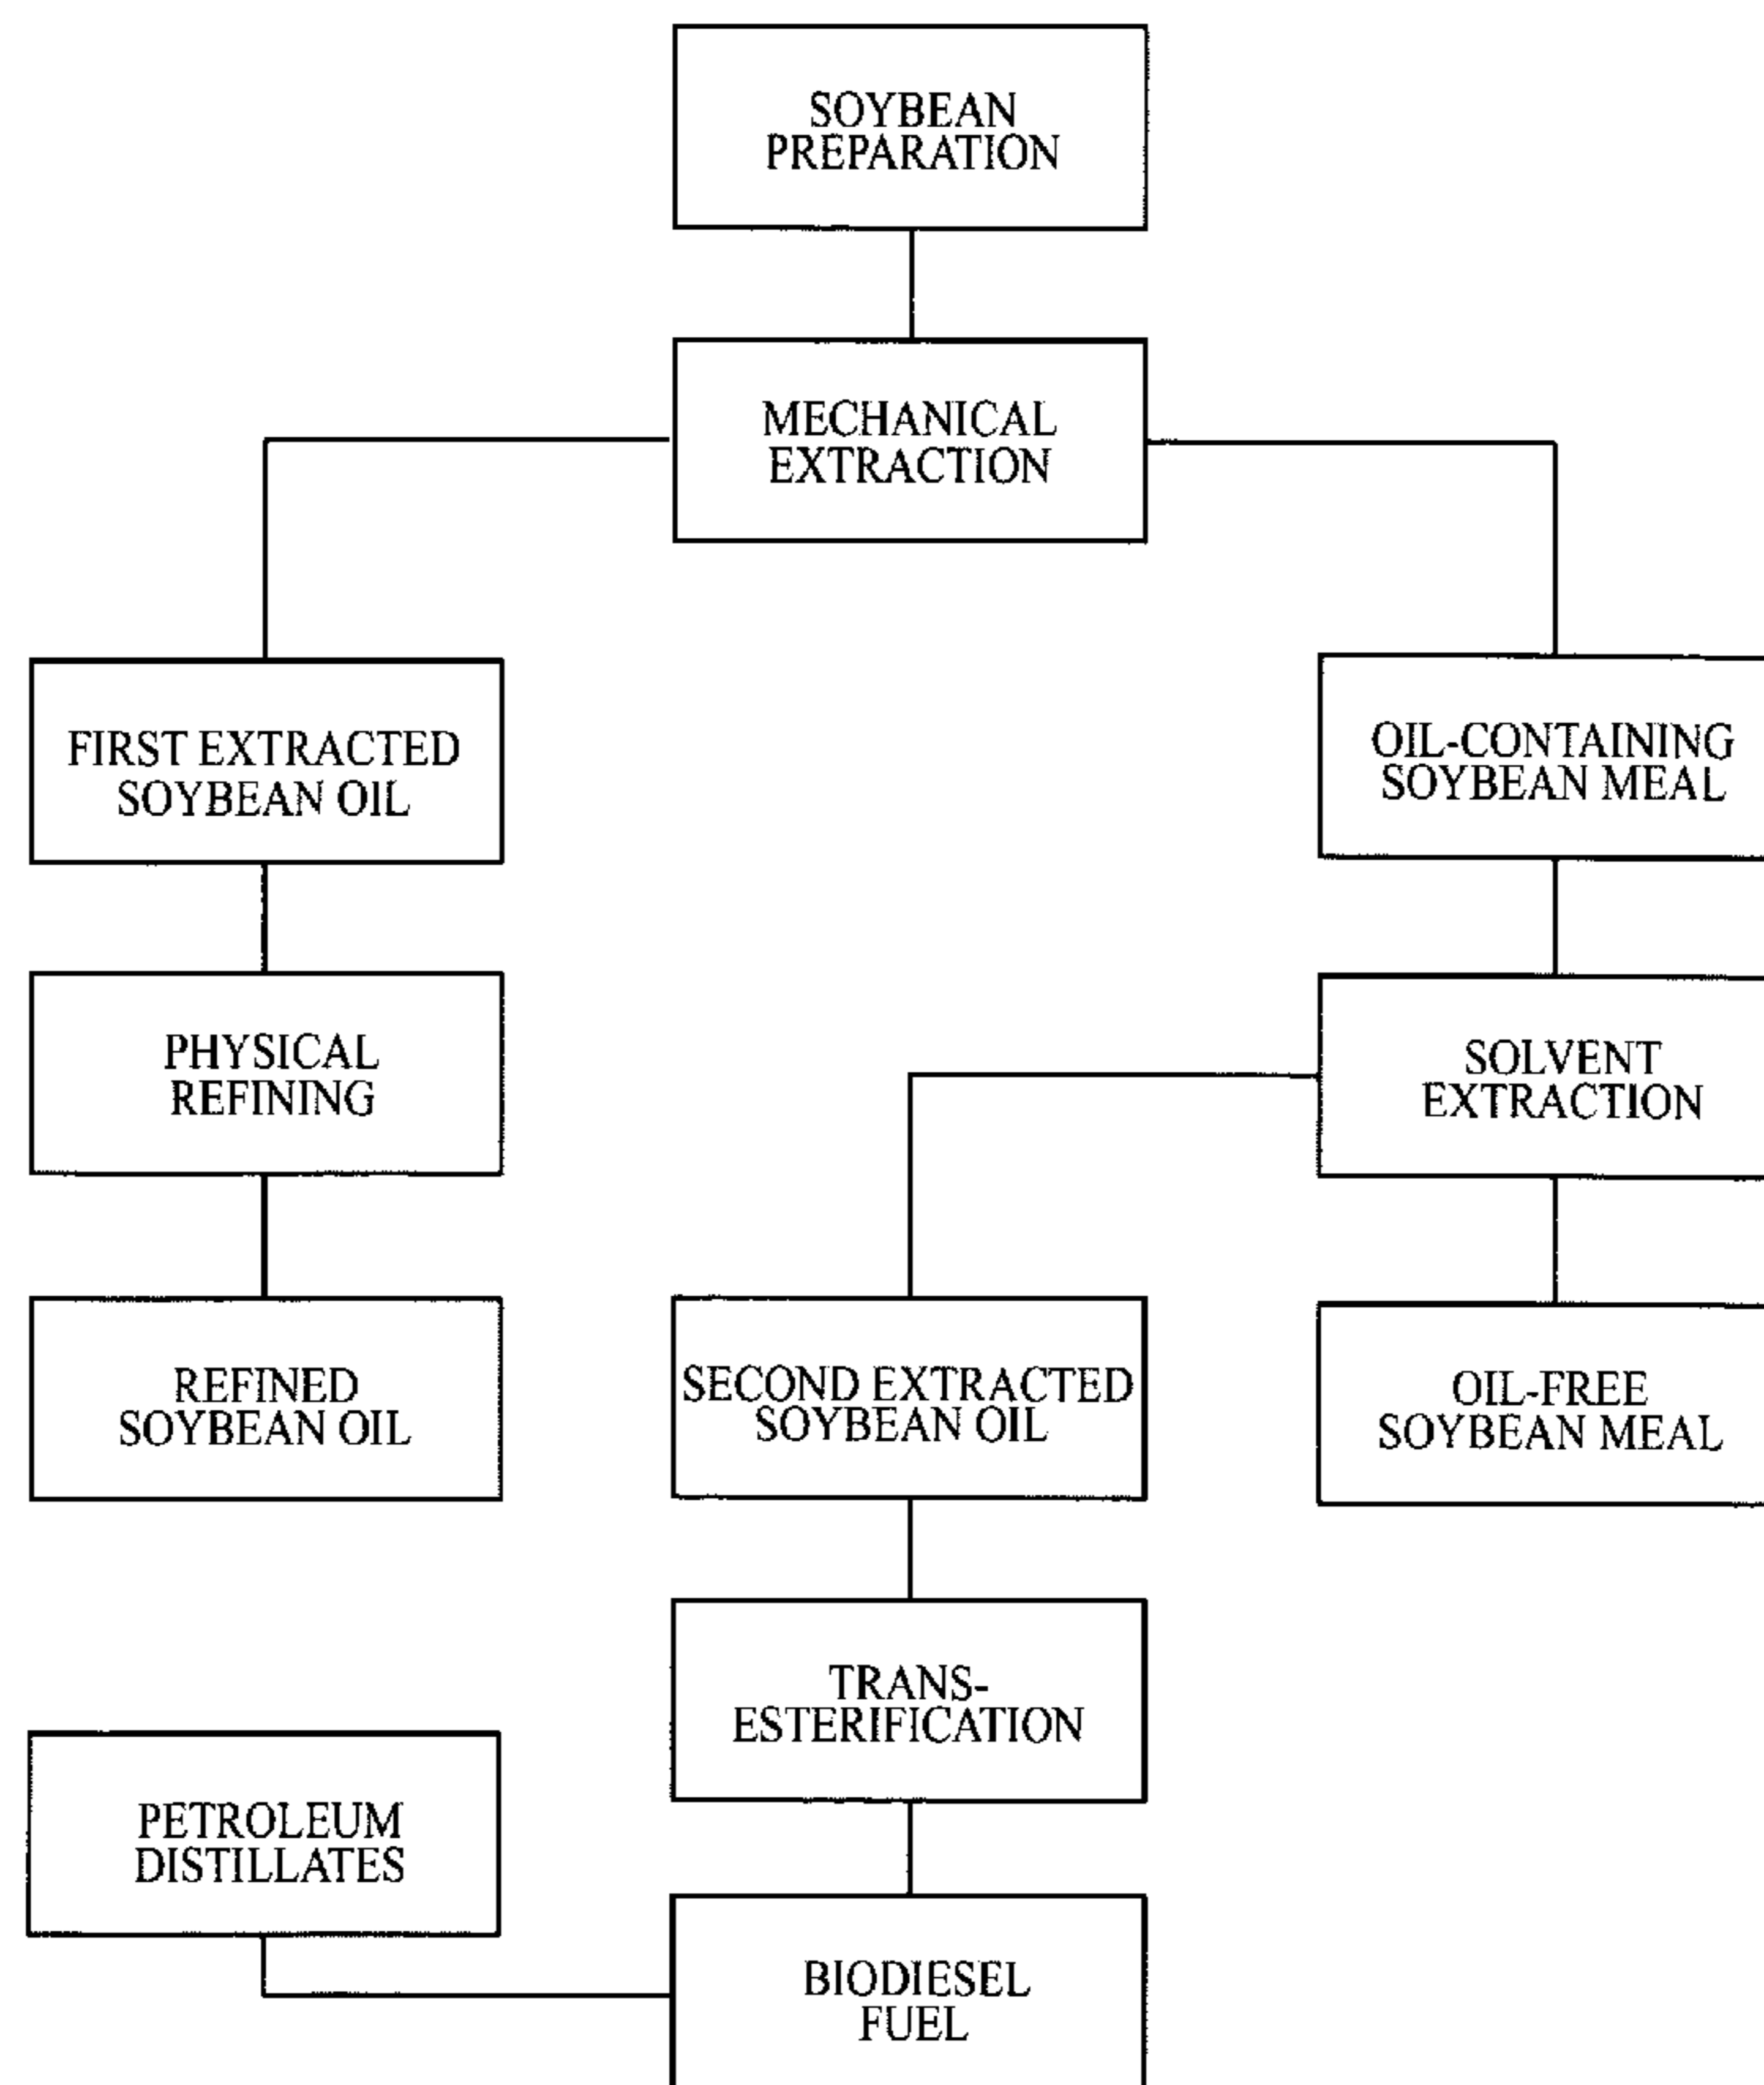 SOYBEAN
PREPARATION
MECHANICAL
EXTRACTION
FIRST EXTRACTED
SOYBEAN OIL
OIL-CONTAINING
SOYBEAN MEAL
PHYSICAL
REFINING
SOLVENT
EXTRACTION
REFINED
SOYBEAN OIL
SECOND EXTRACTED
SOYBEAN OIL
OIL-FREE
SOYBEAN MEAL
TRANS-
ESTERIFICATION
PETROLEUM
DISTILLATES
BIODIESEL
FUEL